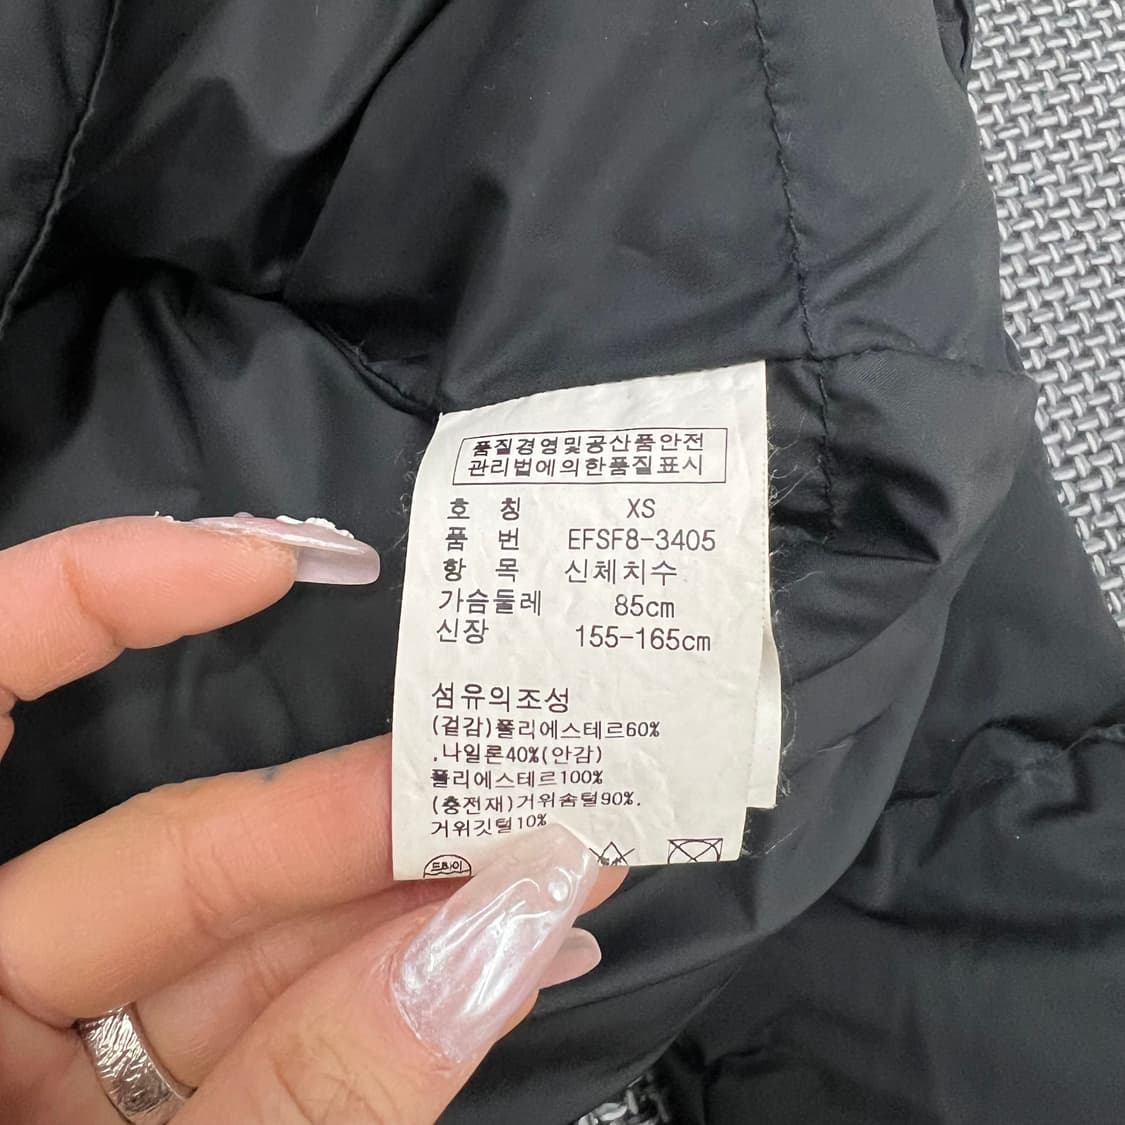 품질경영및공산품안전
관리법에의한품질표시
호 칭 XS
품 번 EFSF8-3405
항 목 신체치수
가슴둘레 85cm
신장 155-165cm
섬유의조성
(겉감)폴리에스테르60%
,나일론40%(안감)
폴리에스테르100%
(충전재)거위솜털90%,
거위깃털10%
드라이